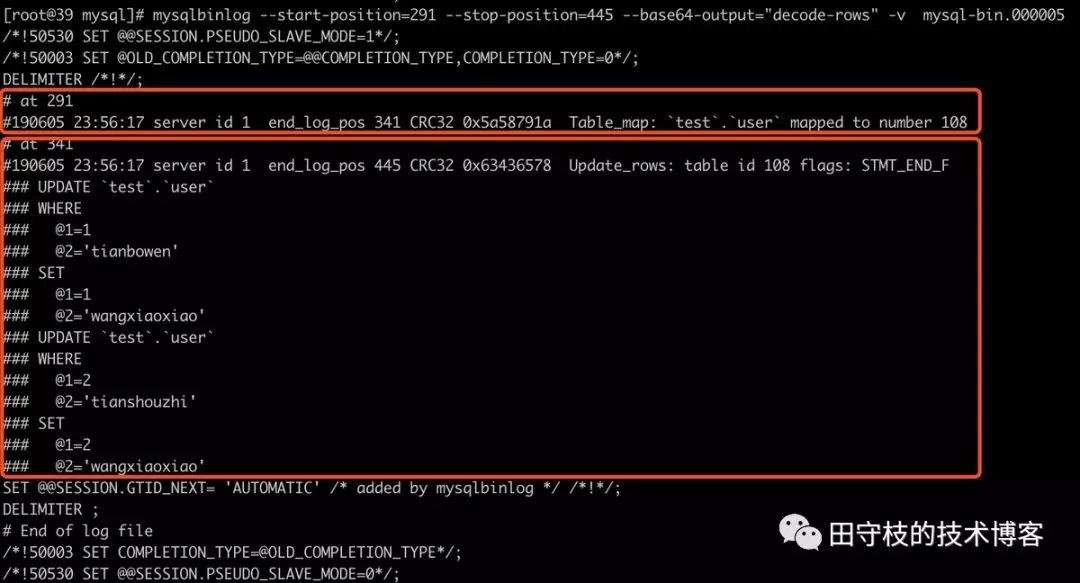 [root@39 mysql]# mysqlbinlog --start-position=291 --stop-position=445 --base64-output="decode-rows" -v  mysql-bin.000005
/*!50530 SET @@SESSION.PSEUDO_SLAVE_MODE=1*/;
/*!50003 SET @OLD_COMPLETION_TYPE=@@COMPLETION_TYPE,COMPLETION_TYPE=0*/;
DELIMITER /*!*/;
# at 291
#190605 23:56:17 server id 1  end_log_pos 341 CRC32 0x5a58791a  Table_map: `test`.`user` mapped to number 108
# at 341
#190605 23:56:17 server id 1  end_log_pos 445 CRC32 0x63436578  Update_rows: table id 108 flags: STMT_END_F
### UPDATE `test`.`user`
### WHERE
###   @1=1
###   @2='tianbowen'
### SET
###   @1=1
###   @2='wangxiaoxiao'
### UPDATE `test`.`user`
### WHERE
###   @1=2
###   @2='tianshouzhi'
### SET
###   @1=2
###   @2='wangxiaoxiao'
SET @@SESSION.GTID_NEXT= 'AUTOMATIC' /* added by mysqlbinlog */ /*!*/;
DELIMITER ;
# End of log file
/*!50003 SET COMPLETION_TYPE=@OLD_COMPLETION_TYPE*/;
/*!50530 SET @@SESSION.PSEUDO_SLAVE_MODE=0*/;
田守枝的技术博客